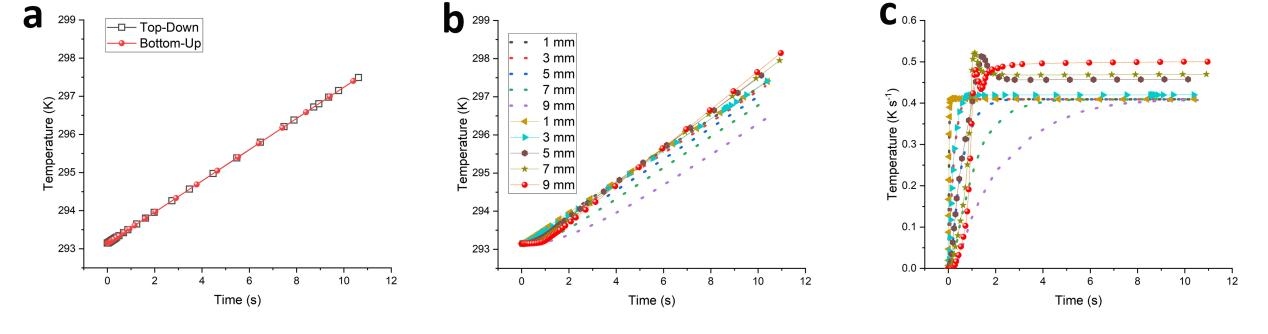 a
299
298
297
296
295
294
293
0
2
4
6
8
10
12
Temperature (K)
Time (s)
Top-Down
Bottom-Up
b
299
298
297
296
295
294
293
0
2
4
6
8
10
12
Temperature (K)
Time (s)
1 mm
3 mm
5 mm
7 mm
9 mm
1 mm
3 mm
5 mm
7 mm
9 mm
c
0.6
0.5
0.4
0.3
0.2
0.1
0.0
0
2
4
6
8
10
12
Temperature (K s⁻¹)
Time (s)